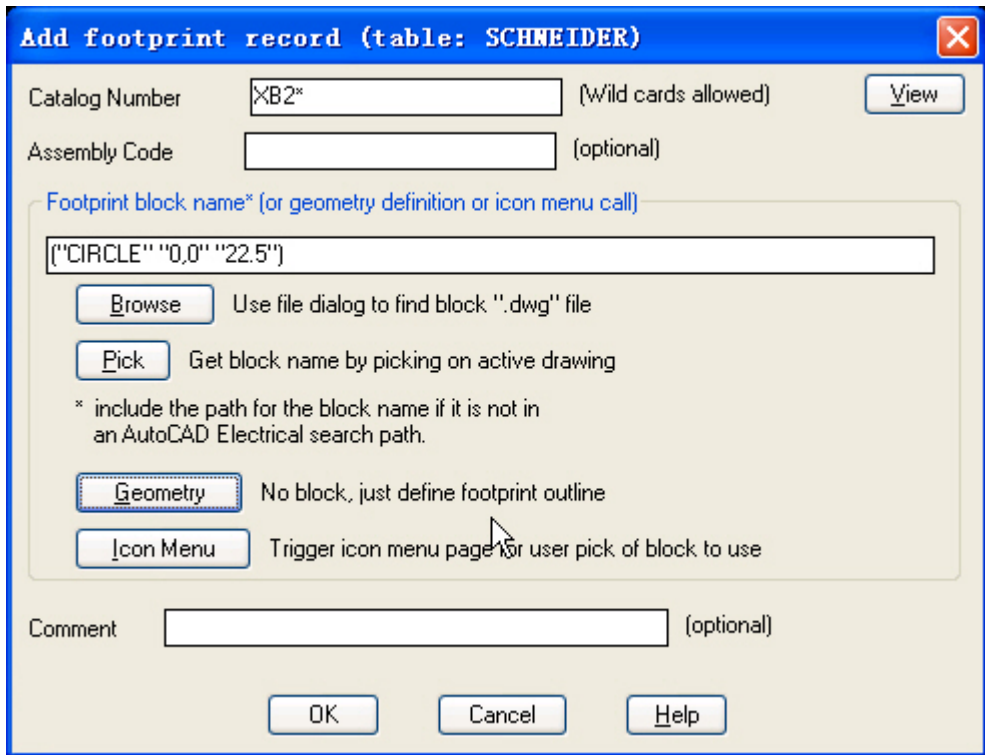 Add footprint record (table: SCHNEIDER)
Catalog Number XB2* (Wild cards allowed) View
Assembly Code (optional)
Footprint block name* (or geometry definition or icon menu call)
("CIRCLE" "0,0" "22.5")
Browse Use file dialog to find block ".dwg" file
Pick Get block name by picking on active drawing
* include the path for the block name if it is not in
an AutoCAD Electrical search path.
Geometry No block, just define footprint outline
Icon Menu Trigger icon menu page for user pick of block to use
Comment (optional)
OK Cancel Help